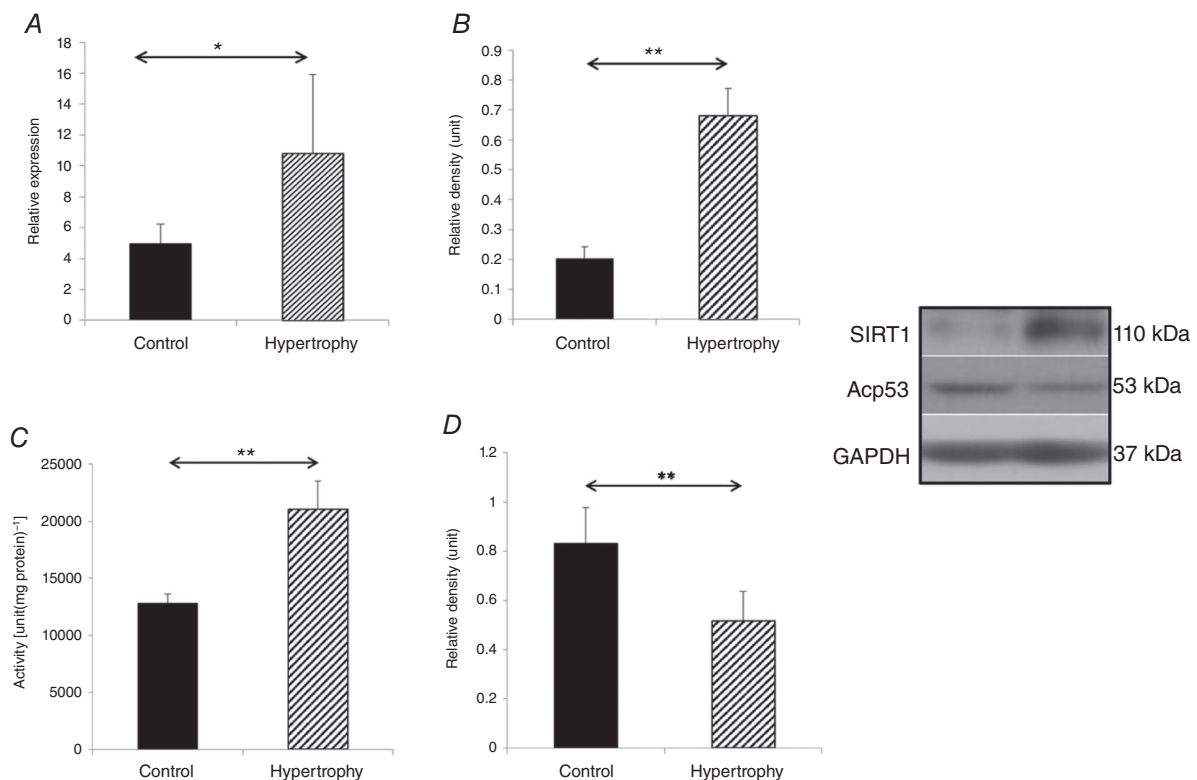 A
Relative expression
18
16
14
12
10
8
6
4
2
0
*
Control Hypertrophy
B
Relative density (unit)
0.9
0.8
0.7
0.6
0.5
0.4
0.3
0.2
0.1
0
**
Control Hypertrophy
SIRT1 110 kDa
Acp53 53 kDa
GAPDH 37 kDa
C
Activity [unit(mg protein)⁻¹]
25000
20000
15000
10000
5000
0
**
Control Hypertrophy
D
Relative density (unit)
1.2
1
0.8
0.6
0.4
0.2
0
**
Control Hypertrophy